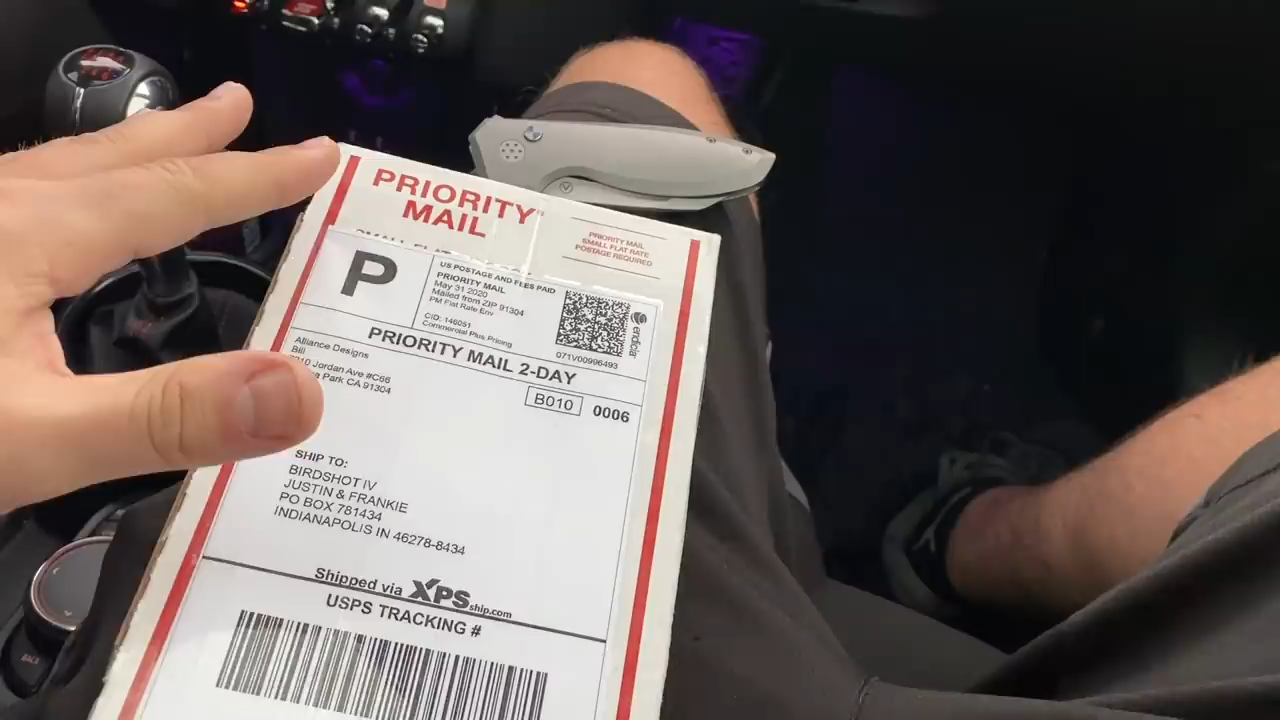 PRIORITY
MAIL
PRIORITY MAIL
SMALL FLAT RATE
POSTAGE REQUIRED
P
US POSTAGE AND FEES PAID
PRIORITY MAIL
May 31 2020
Mailed from ZIP 91304
PM Flat Rate Env
CID: 146051
Commercial Plus Pricing
endicia
071V00996493
PRIORITY MAIL 2-DAY
Alliance Designs
Bill
Jordan Ave #C66
Park CA 91304
B010 0006
SHIP TO:
BIRDSHOT IV
JUSTIN & FRANKIE
PO BOX 781434
INDIANAPOLIS IN 46278-8434
Shipped via XPSship.com
USPS TRACKING #
BACK